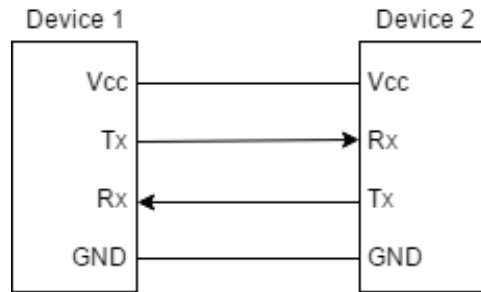 Device 1
Device 2
Vcc
Vcc
Tx
Rx
Rx
Tx
GND
GND